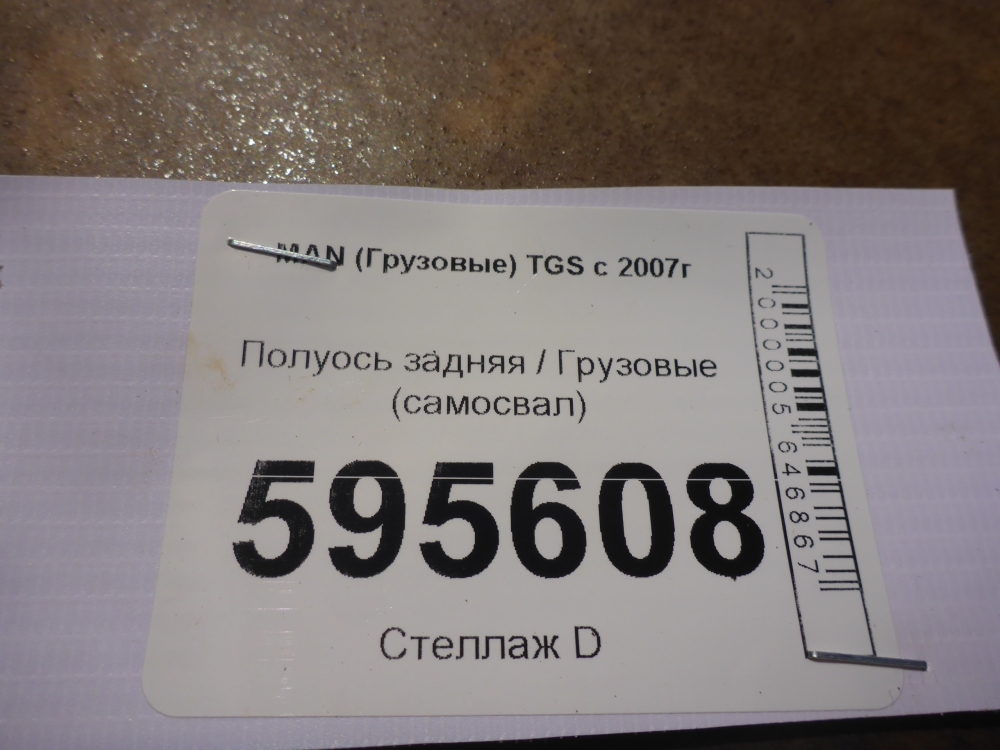 MAN (Грузовые) TGS с 2007г
Полуось задняя / Грузовые
(самосвал)
595608
Стеллаж D
2000005646867